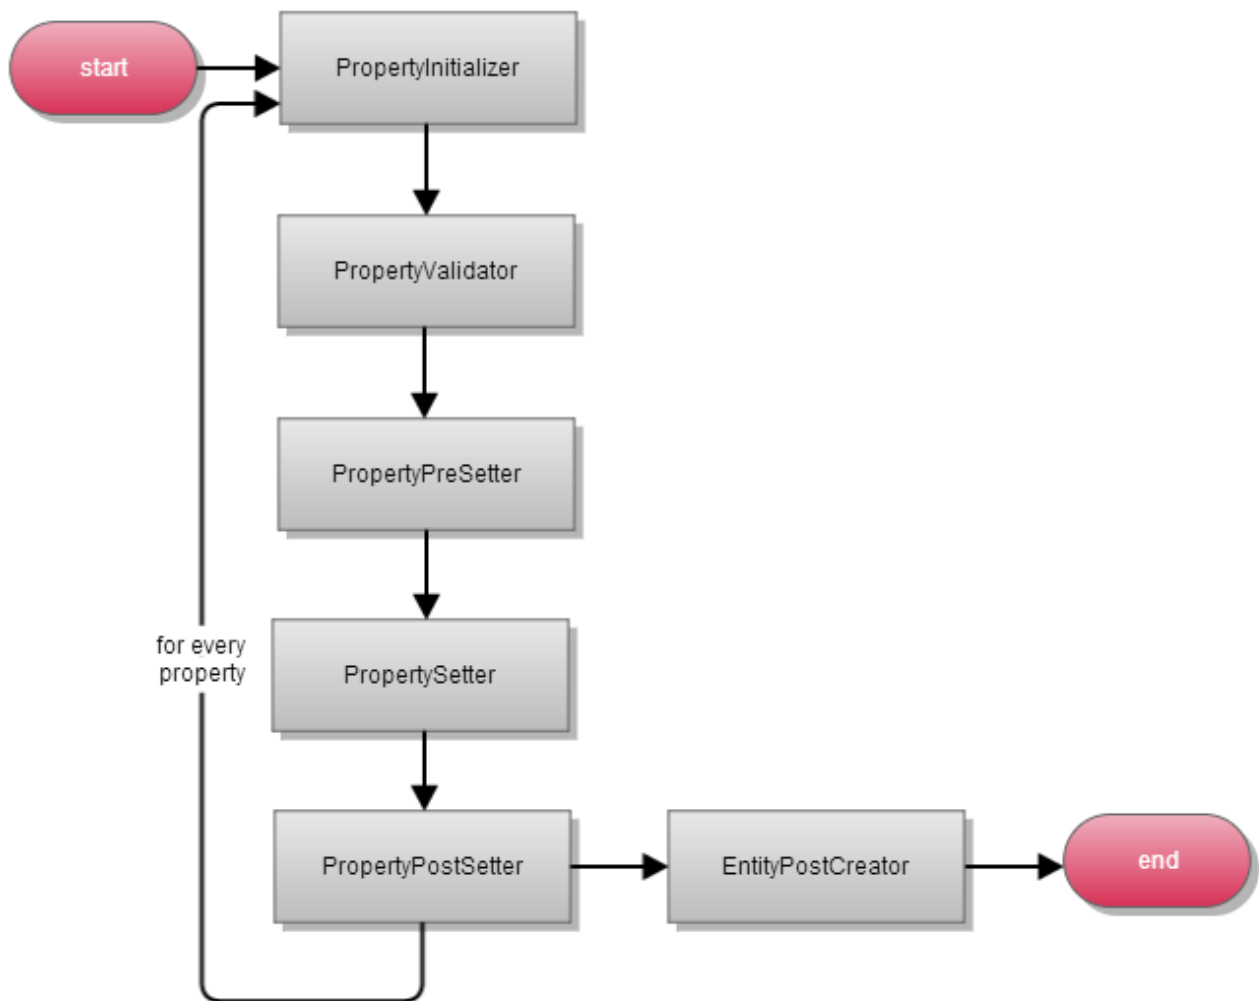 start
PropertyInitializer
PropertyValidator
PropertyPreSetter
for every
property
PropertySetter
PropertyPostSetter
EntityPostCreator
end